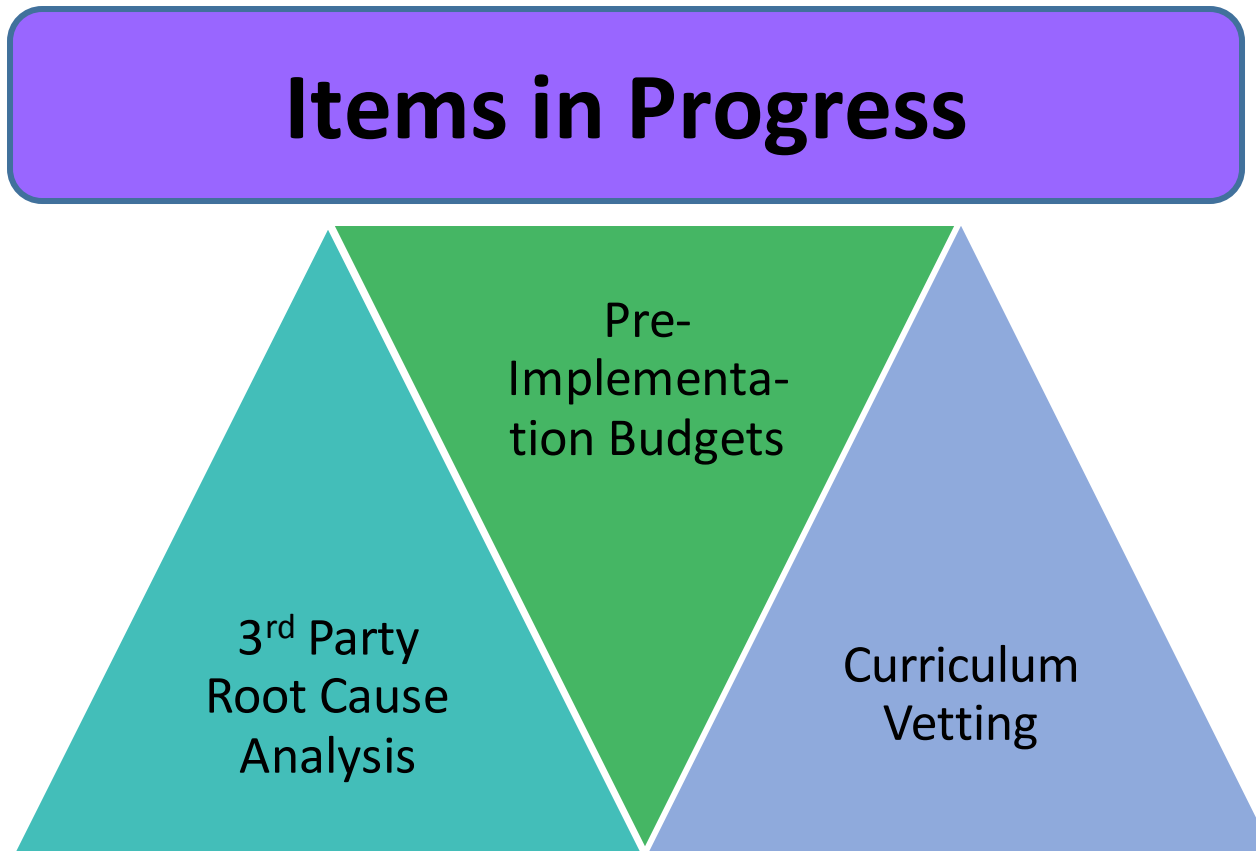 Items in Progress
Pre-
Implementa-
tion Budgets
3rd Party
Root Cause
Analysis
Curriculum
Vetting